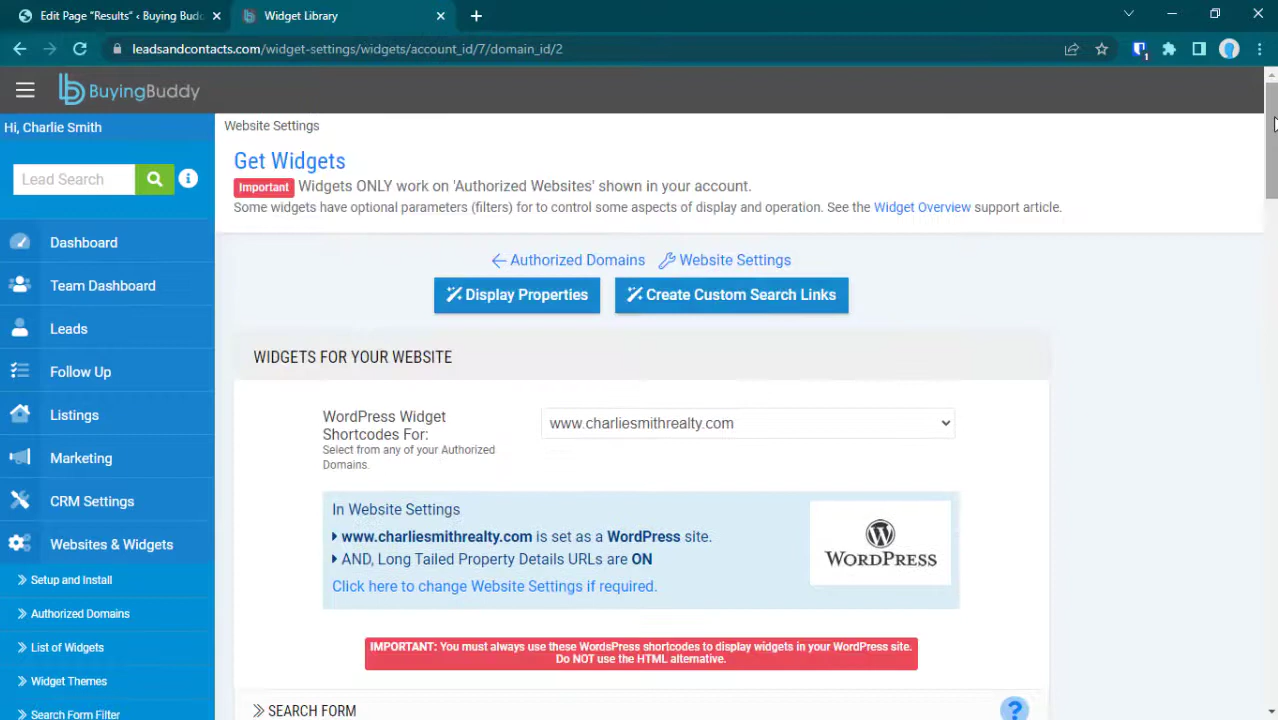 Edit Page "Results" ‹ Buying Budd
Widget Library
leadsandcontacts.com/widget-settings/widgets/account_id/7/domain_id/2
1
BuyingBuddy
Hi, Charlie Smith
Lead Search
Dashboard
Team Dashboard
Leads
Follow Up
Listings
Marketing
CRM Settings
Websites & Widgets
Setup and Install
Authorized Domains
List of Widgets
Widget Themes
Search Form Filter
Website Settings
Get Widgets
Important Widgets ONLY work on 'Authorized Websites' shown in your account.
Some widgets have optional parameters (filters) for to control some aspects of display and operation. See the Widget Overview support article.
Authorized Domains Website Settings
Display Properties Create Custom Search Links
WIDGETS FOR YOUR WEBSITE
WordPress Widget
Shortcodes For:
Select from any of your Authorized
Domains.
www.charliesmithrealty.com
In Website Settings
www.charliesmithrealty.com is set as a WordPress site.
AND, Long Tailed Property Details URLs are ON
Click here to change Website Settings if required.
WORDPRESS
IMPORTANT: You must always use these WordsPress shortcodes to display widgets in your WordPress site.
Do NOT use the HTML alternative.
SEARCH FORM
?